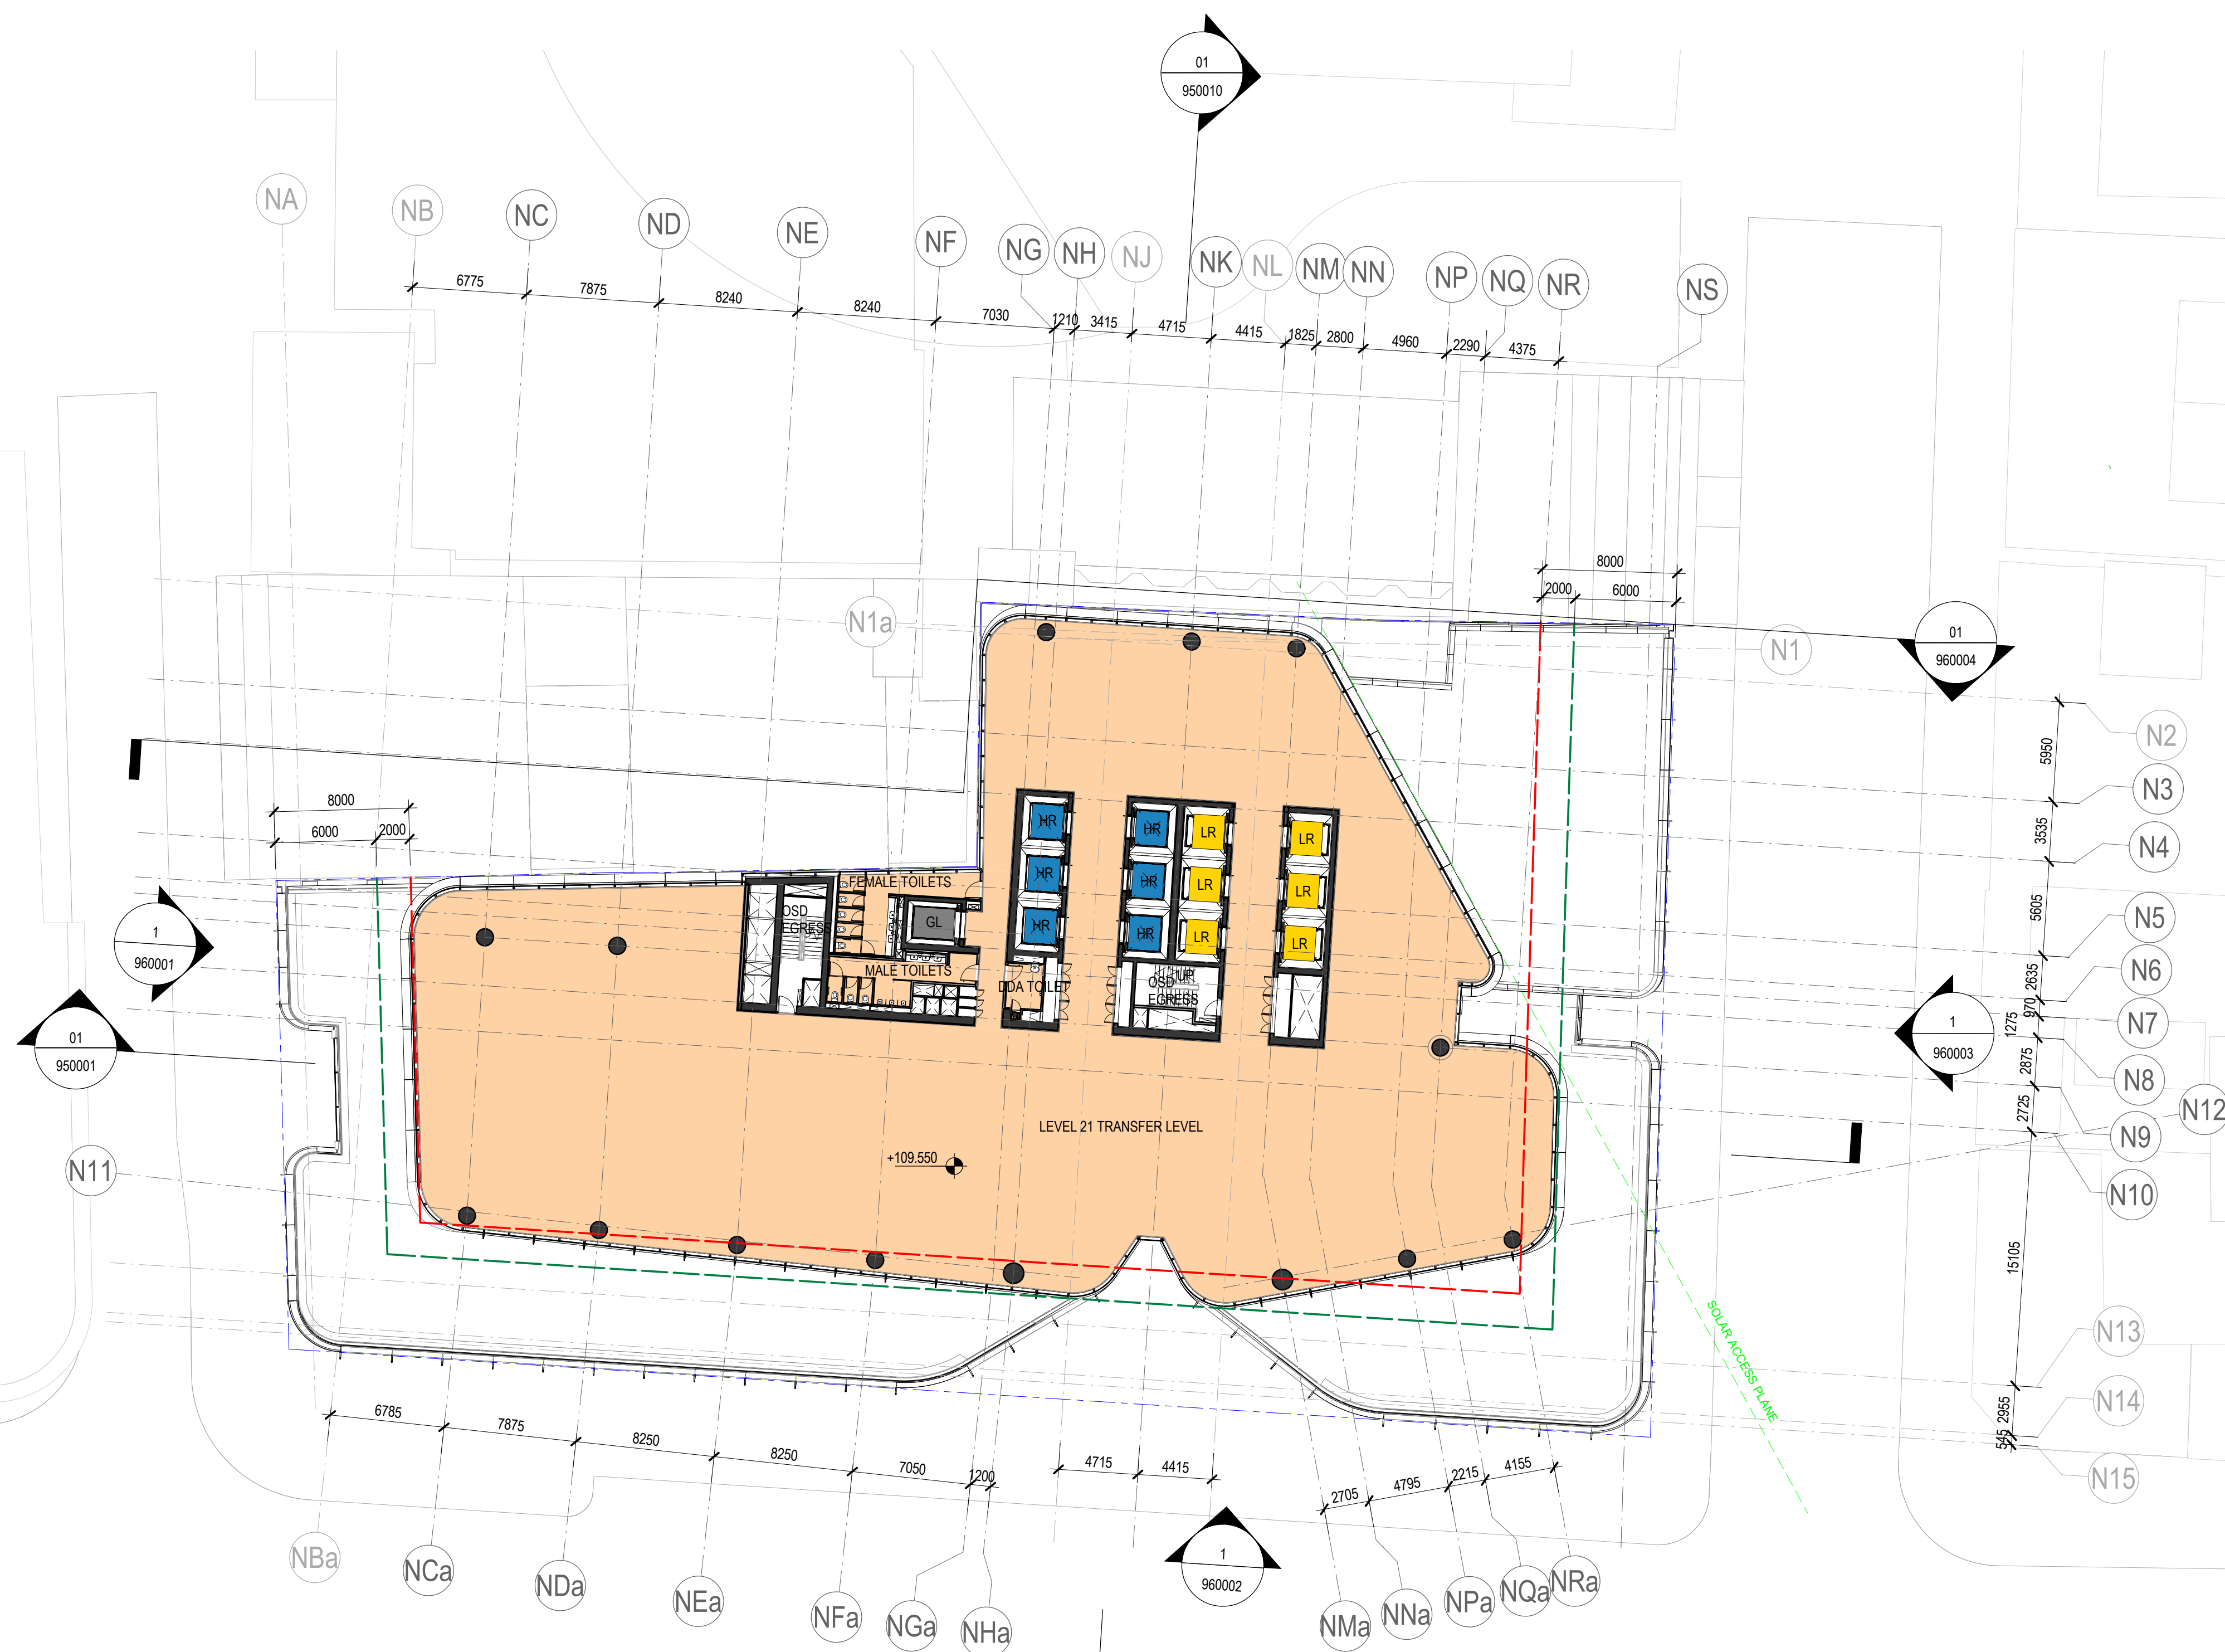 01
950010
NA
NB
NC
ND
NE
NF
NG
NH
NJ
NK
NL
NM
NN
NP
NQ
NR
NS
6775
7875
8240
8240
7030
1210
3415
4715
4415
1825
2800
4960
2290
4375
8000
2000
6000
N1a
N1
01
960004
N2
5950
N3
3535
N4
5605
N5
2635
N6
970
N7
1275
2875
N8
2725
N9
N12
N10
15105
N13
2955
N14
545
N15
8000
6000
2000
HR
HR
LR
LR
HR
HR
LR
LR
HR
HR
LR
LR
FEMALE TOILETS
OSD
EGRESS
GL
MALE TOILETS
DDA TOILET
UP
OSD
EGRESS
1
960001
01
950001
1
960003
N11
LEVEL 21 TRANSFER LEVEL
+109.550
SOLAR ACCESS PLANE
6785
7875
8250
8250
7050
1200
4715
4415
2705
4795
2215
4155
NBa
NCa
NDa
NEa
NFa
NGa
NHa
1
960002
NMa
NNa
NPa
NQa
NRa